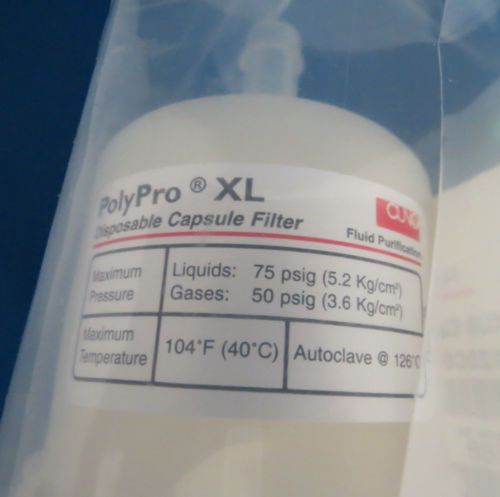 PolyPro ® XL
CUNO
Disposable Capsule Filter
Fluid Purification
Maximum Pressure
Liquids: 75 psig (5.2 Kg/cm²)
Gases: 50 psig (3.6 Kg/cm²)
Maximum Temperature
104°F (40°C)
Autoclave @ 126°C